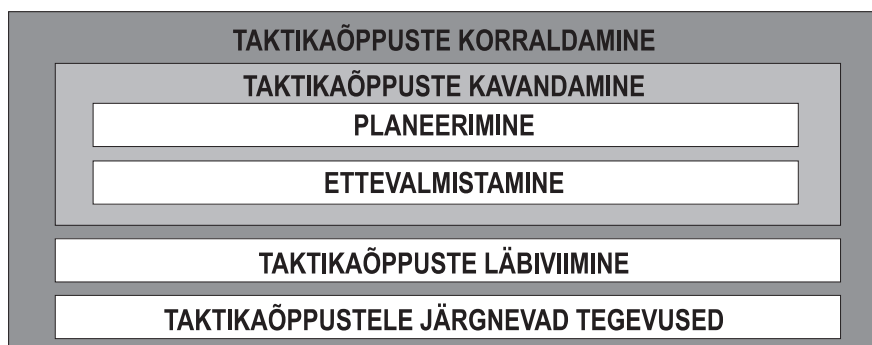 TAKTIKAÕPPUSTE KORRALDAMINE
TAKTIKAÕPPUSTE KAVANDAMINE
PLANEERIMINE
ETTEVALMISTAMINE
TAKTIKAÕPPUSTE LÄBIVIIMINE
TAKTIKAÕPPUSTELE JÄRGNEVAD TEGEVUSED